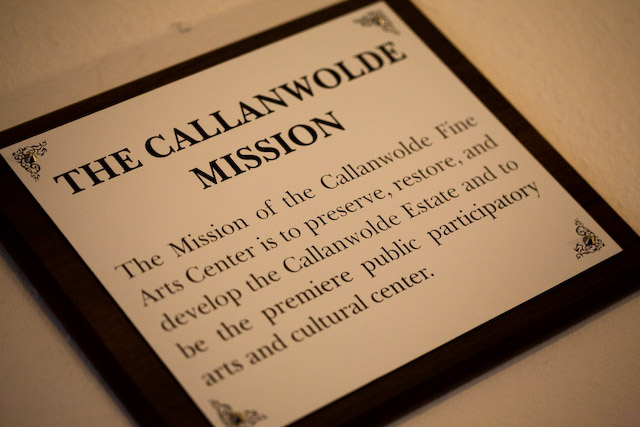 THE CALLANWOLDE
MISSION
The Mission of the Callanwolde Fine
Arts Center is to preserve, restore, and
develop the Callanwolde Estate and to
be the premiere public participatory
arts and cultural center.